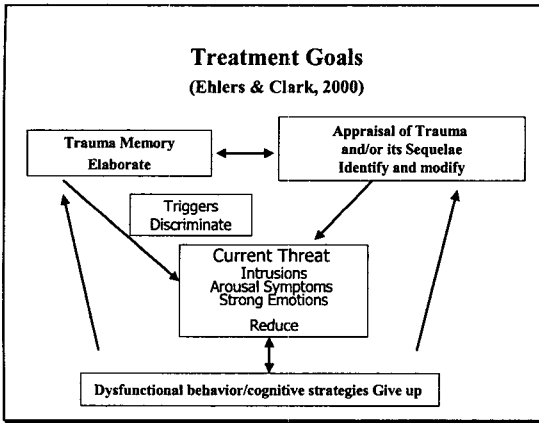 Treatment Goals
(Ehlers & Clark, 2000)
Trauma Memory
Elaborate
Appraisal of Trauma
and/or its Sequelae
Identify and modify
Triggers
Discriminate
Current Threat
Intrusions
Arousal Symptoms
Strong Emotions
Reduce
Dysfunctional behavior/cognitive strategies Give up